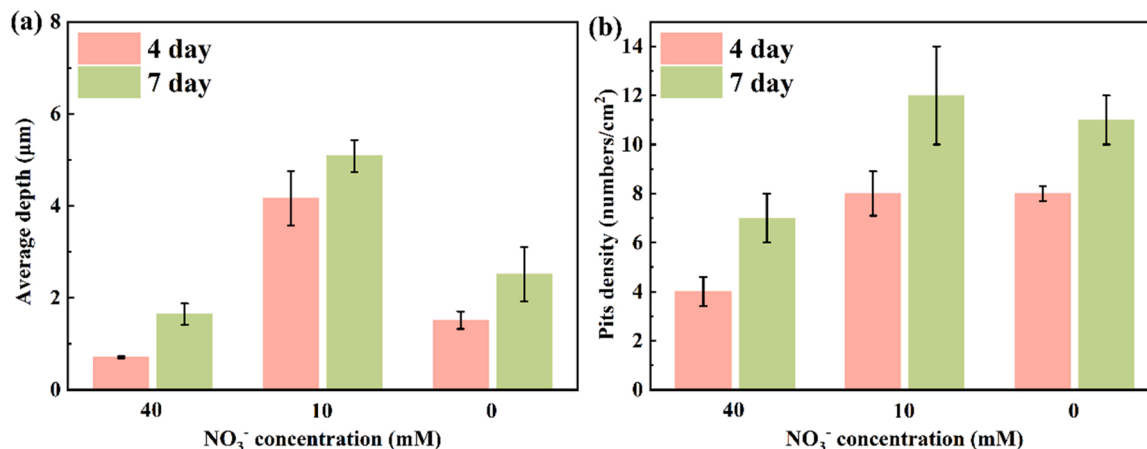 (a)
4 day
7 day
8
6
4
2
0
Average depth (μm)
40
10
0
NO₃⁻ concentration (mM)
(b)
4 day
7 day
14
12
10
8
6
4
2
0
Pits density (numbers/cm²)
40
10
0
NO₃⁻ concentration (mM)